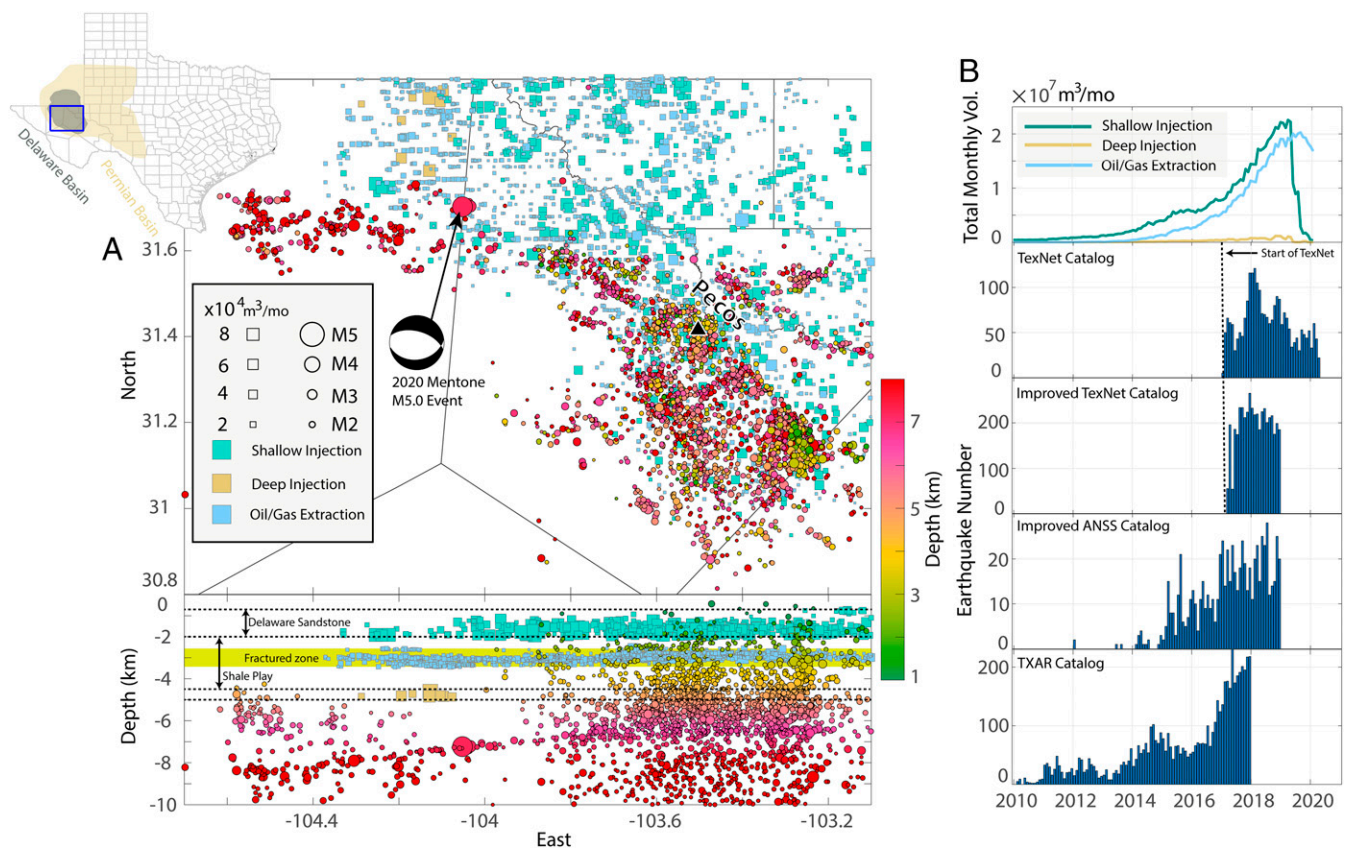 Delaware Basin
Permian Basin
A
31.6
31.4
31.2
31
30.8
North
x10⁴m³/mo
8 M5
6 M4
4 M3
2 M2
Shallow Injection
Deep Injection
Oil/Gas Extraction
2020 Mentone
M5.0 Event
Pecos
7
5
3
1
Depth (km)
0
-2
-4
-6
-8
-10
Depth (km)
Delaware Sandstone
Fractured zone
Shale Play
-104.4
-104
-103.6
-103.2
East
B
×10⁷m³/mo
Total Monthly Vol.
2
1
0
Shallow Injection
Deep Injection
Oil/Gas Extraction
TexNet Catalog
Start of TexNet
100
50
0
Improved TexNet Catalog
200
100
0
Earthquake Number
Improved ANSS Catalog
20
10
0
TXAR Catalog
200
100
0
2010
2012
2014
2016
2018
2020